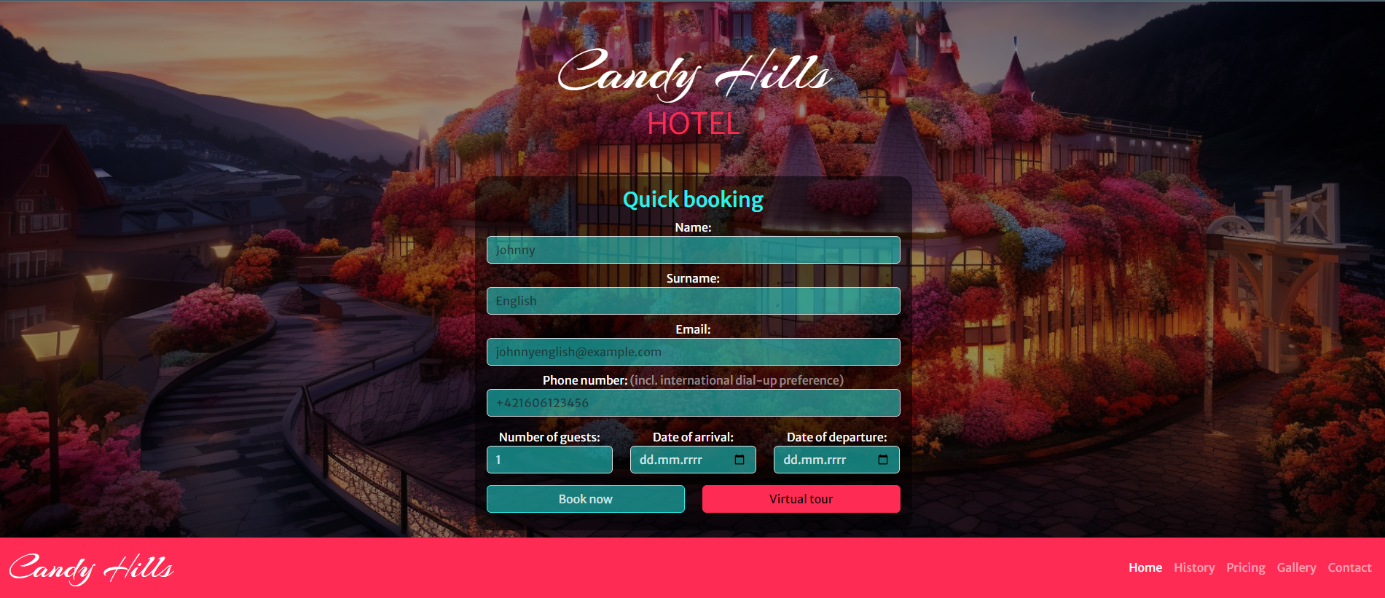 Candy Hills
HOTEL
Quick booking
Name:
Johnny
Surname:
English
Email:
johnnyenglish@example.com
Phone number: (incl. international dial-up preference)
+421606123456
Number of guests: Date of arrival: Date of departure:
1 dd.mm.rrrr dd.mm.rrrr
Book now Virtual tour
Candy Hills Home History Pricing Gallery Contact